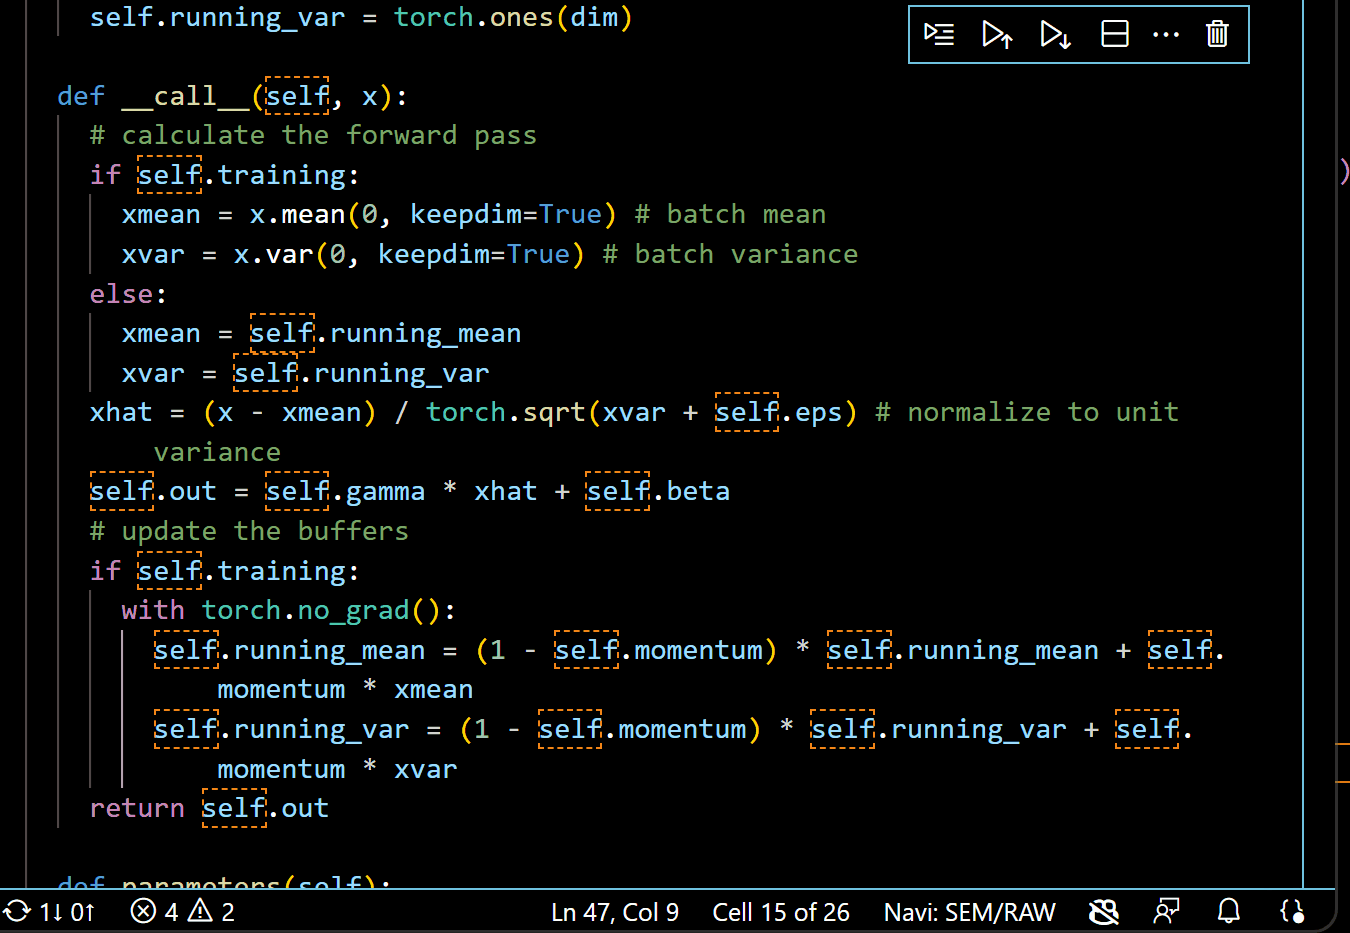 self.running_var = torch.ones(dim)
def __call__(self, x):
# calculate the forward pass
if self.training:
xmean = x.mean(0, keepdim=True) # batch mean
xvar = x.var(0, keepdim=True) # batch variance
else:
xmean = self.running_mean
xvar = self.running_var
xhat = (x - xmean) / torch.sqrt(xvar + self.eps) # normalize to unit
variance
self.out = self.gamma * xhat + self.beta
# update the buffers
if self.training:
with torch.no_grad():
self.running_mean = (1 - self.momentum) * self.running_mean + self.
momentum * xmean
self.running_var = (1 - self.momentum) * self.running_var + self.
momentum * xvar
return self.out
def parameters(self):
)
1↓ 0↑ 4 2 Ln 47, Col 9 Cell 15 of 26 Navi: SEM/RAW